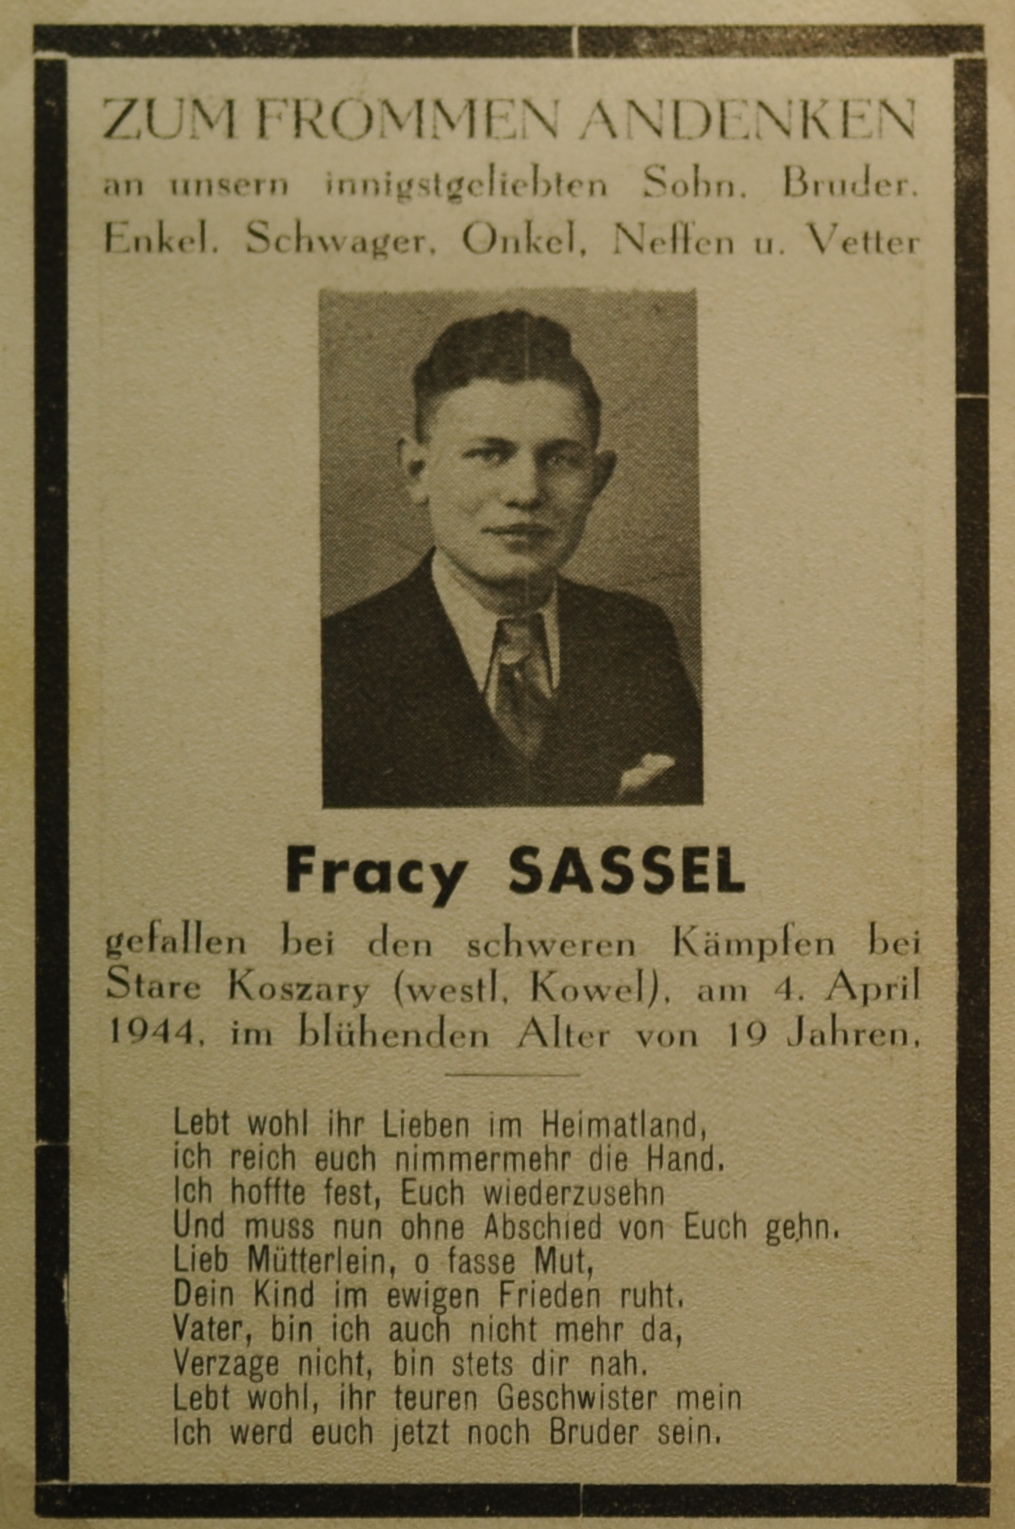 ZUM FROMMEN ANDENKEN
an unsern innigstgeliebten Sohn, Bruder,
Enkel, Schwager, Onkel, Neffen u. Vetter
Fracy SASSEL
gefallen bei den schweren Kämpfen bei
Stare Koszary (westl. Kowel), am 4. April
1944, im blühenden Alter von 19 Jahren.
Lebt wohl ihr Lieben im Heimatland,
ich reich euch nimmermehr die Hand.
Ich hoffte fest, Euch wiederzusehn
Und muss nun ohne Abschied von Euch gehn.
Lieb Mütterlein, o fasse Mut,
Dein Kind im ewigen Frieden ruht.
Vater, bin ich auch nicht mehr da,
Verzage nicht, bin stets dir nah.
Lebt wohl, ihr teuren Geschwister mein
Ich werd euch jetzt noch Bruder sein.